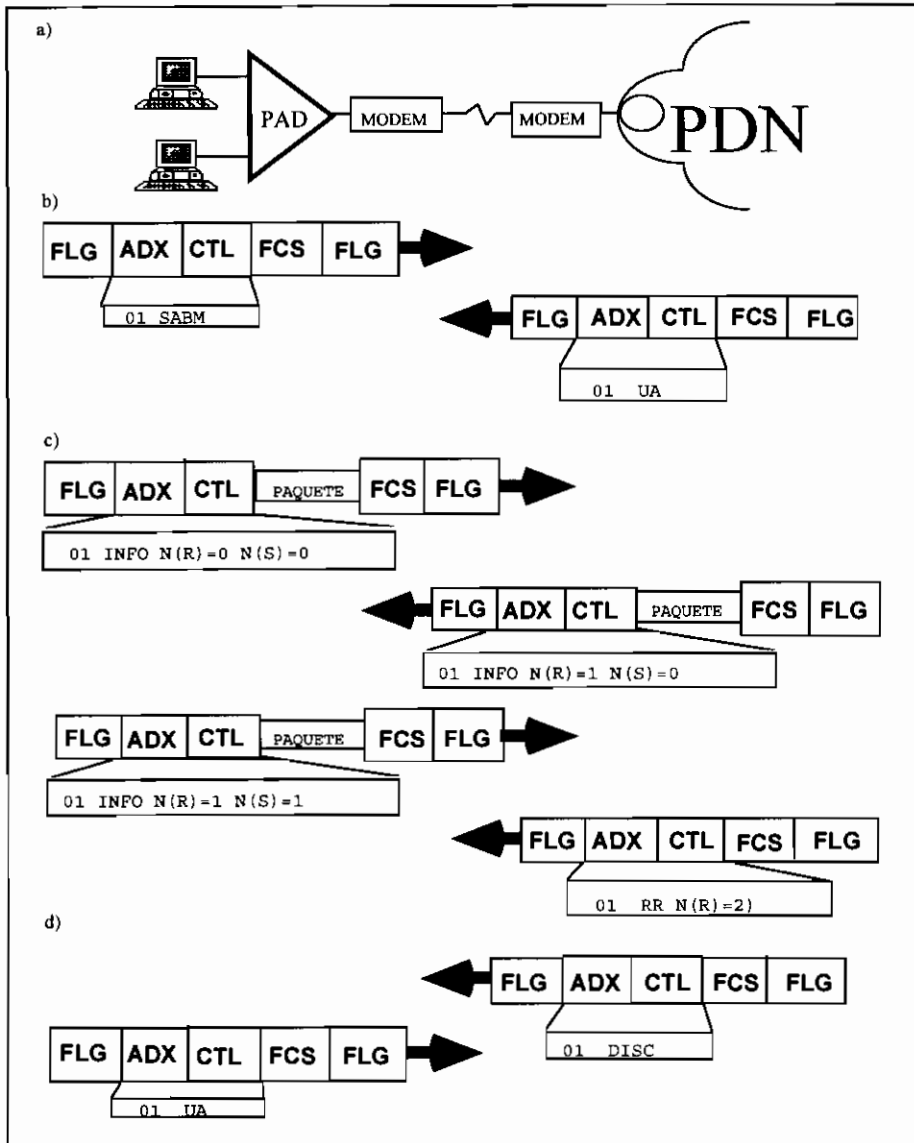 a)
PAD
MODEM
MODEM
PDN
b)
FLG ADX CTL FCS FLG
01 SABM
FLG ADX CTL FCS FLG
01 UA
c)
FLG ADX CTL PAQUETE FCS FLG
01 INFO N(R)=0 N(S)=0
FLG ADX CTL PAQUETE FCS FLG
01 INFO N(R)=1 N(S)=0
FLG ADX CTL PAQUETE FCS FLG
01 INFO N(R)=1 N(S)=1
FLG ADX CTL FCS FLG
01 RR N(R)=2)
d)
FLG ADX CTL FCS FLG
01 DISC
FLG ADX CTL FCS FLG
01 UA